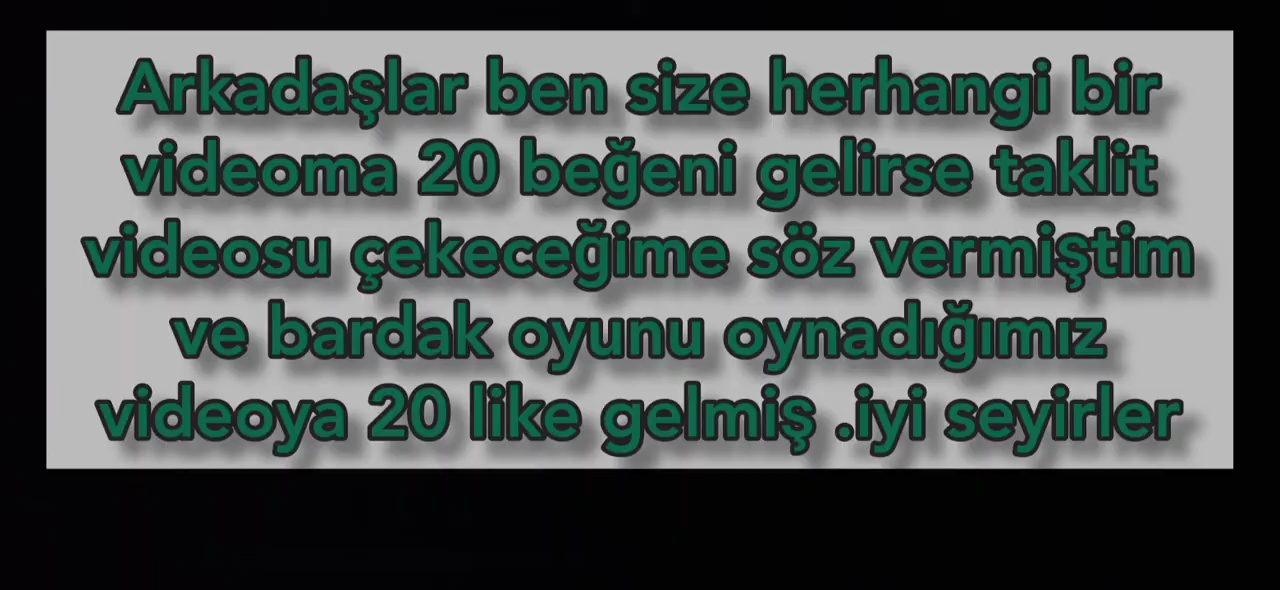 Arkadaşlar ben size herhangi bir
videoma 20 beğeni gelirse taklit
videosu çekeceğime söz vermiştim
ve bardak oyunu oynadığımız
videoya 20 like gelmiş .iyi seyirler